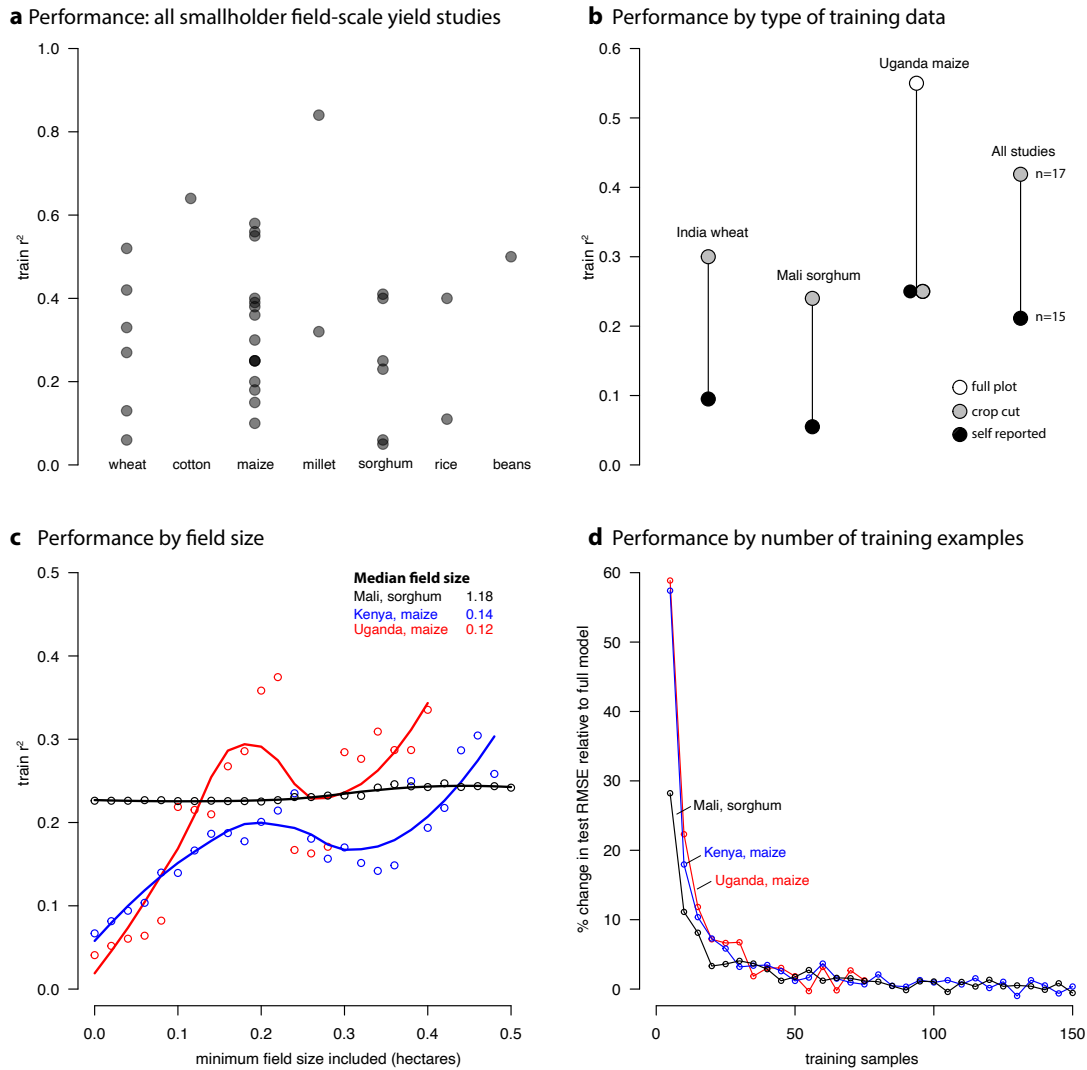 a Performance: all smallholder field-scale yield studies
1.0
0.8
0.6
0.4
0.2
0.0
train r²
wheat cotton maize millet sorghum rice beans
b Performance by type of training data
0.6
0.5
0.4
0.3
0.2
0.1
0.0
train r²
Uganda maize
All studies
n=17
India wheat
Mali sorghum
n=15
full plot
crop cut
self reported
c Performance by field size
0.5
0.4
0.3
0.2
0.1
0.0
train r²
Median field size
Mali, sorghum 1.18
Kenya, maize 0.14
Uganda, maize 0.12
0.0 0.1 0.2 0.3 0.4 0.5
minimum field size included (hectares)
d Performance by number of training examples
60
50
40
30
20
10
0
% change in test RMSE relative to full model
Mali, sorghum
Kenya, maize
Uganda, maize
0 50 100 150
training samples